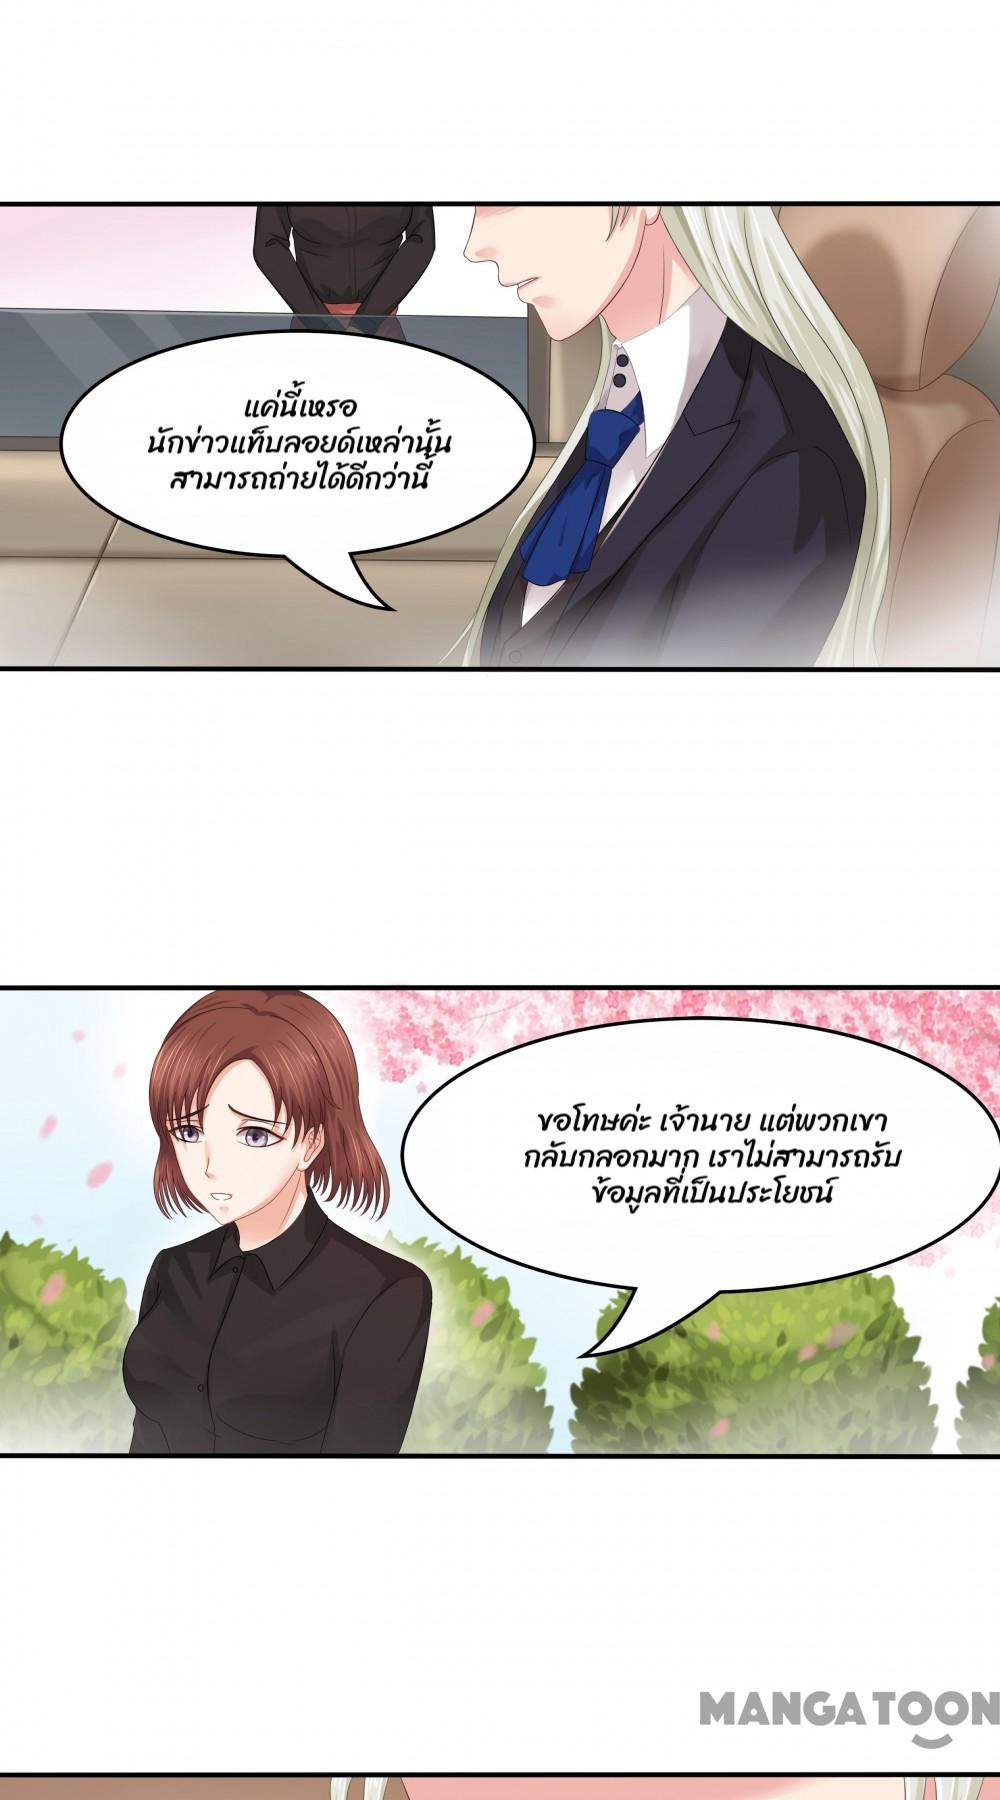 แค่นี้เหรอ
นักข่าวแท็บลอยด์เหล่านั้น
สามารถถ่ายได้ดีกว่านี้
ขอโทษค่ะ เจ้านาย แต่พวกเขา
กลับกลอกมาก เราไม่สามารถรับ
ข้อมูลที่เป็นประโยชน์
MANGATOON